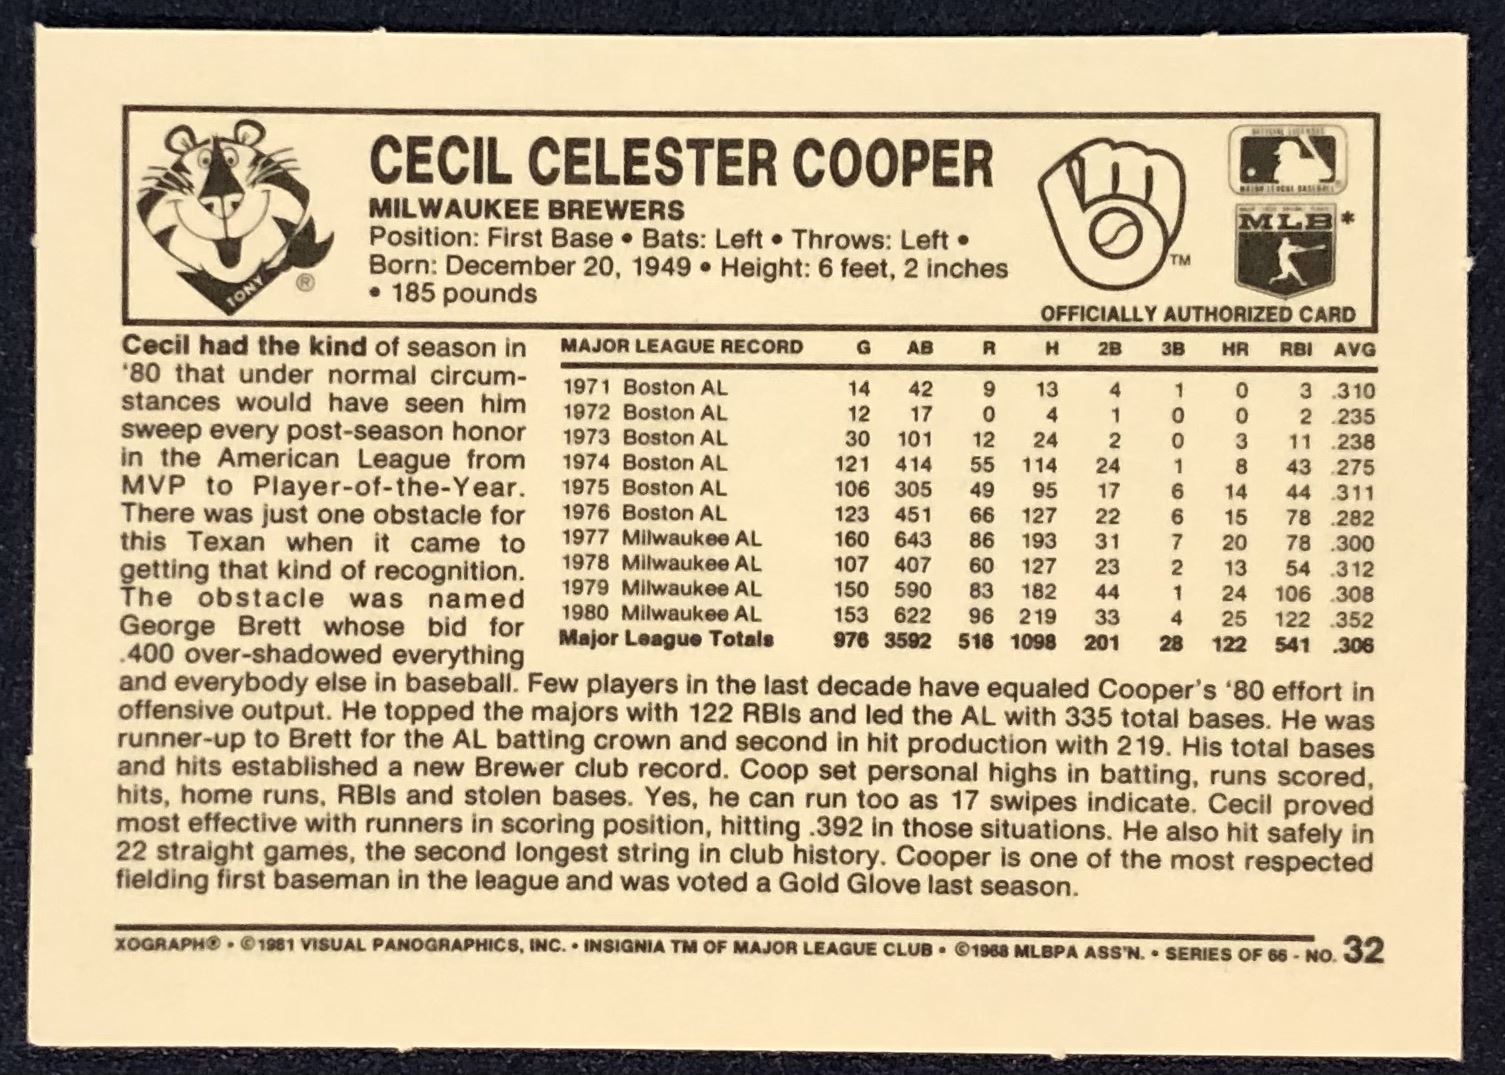 CECIL CELESTER COOPER
MILWAUKEE BREWERS
Position: First Base • Bats: Left • Throws: Left •
Born: December 20, 1949 • Height: 6 feet, 2 inches
• 185 pounds
TONY
®
TM
MAJOR LEAGUE BASEBALL
MLB*
OFFICIALLY AUTHORIZED CARD
Cecil had the kind of season in
'80 that under normal circum-
stances would have seen him
sweep every post-season honor
in the American League from
MVP to Player-of-the-Year.
There was just one obstacle for
this Texan when it came to
getting that kind of recognition.
The obstacle was named
George Brett whose bid for
.400 over-shadowed everything
MAJOR LEAGUE RECORD G AB R H 2B 3B HR RBI AVG
1971 Boston AL 14 42 9 13 4 1 0 3 .310
1972 Boston AL 12 17 0 4 1 0 0 2 .235
1973 Boston AL 30 101 12 24 2 0 3 11 .238
1974 Boston AL 121 414 55 114 24 1 8 43 .275
1975 Boston AL 106 305 49 95 17 6 14 44 .311
1976 Boston AL 123 451 66 127 22 6 15 78 .282
1977 Milwaukee AL 160 643 86 193 31 7 20 78 .300
1978 Milwaukee AL 107 407 60 127 23 2 13 54 .312
1979 Milwaukee AL 150 590 83 182 44 1 24 106 .308
1980 Milwaukee AL 153 622 96 219 33 4 25 122 .352
Major League Totals 976 3592 516 1098 201 28 122 541 .306
and everybody else in baseball. Few players in the last decade have equaled Cooper's '80 effort in
offensive output. He topped the majors with 122 RBIs and led the AL with 335 total bases. He was
runner-up to Brett for the AL batting crown and second in hit production with 219. His total bases
and hits established a new Brewer club record. Coop set personal highs in batting, runs scored,
hits, home runs, RBIs and stolen bases. Yes, he can run too as 17 swipes indicate. Cecil proved
most effective with runners in scoring position, hitting .392 in those situations. He also hit safely in
22 straight games, the second longest string in club history. Cooper is one of the most respected
fielding first baseman in the league and was voted a Gold Glove last season.
XOGRAPH® • ©1981 VISUAL PANOGRAPHICS, INC. • INSIGNIA TM OF MAJOR LEAGUE CLUB • ©1968 MLBPA ASS'N. • SERIES OF 66 - NO. 32